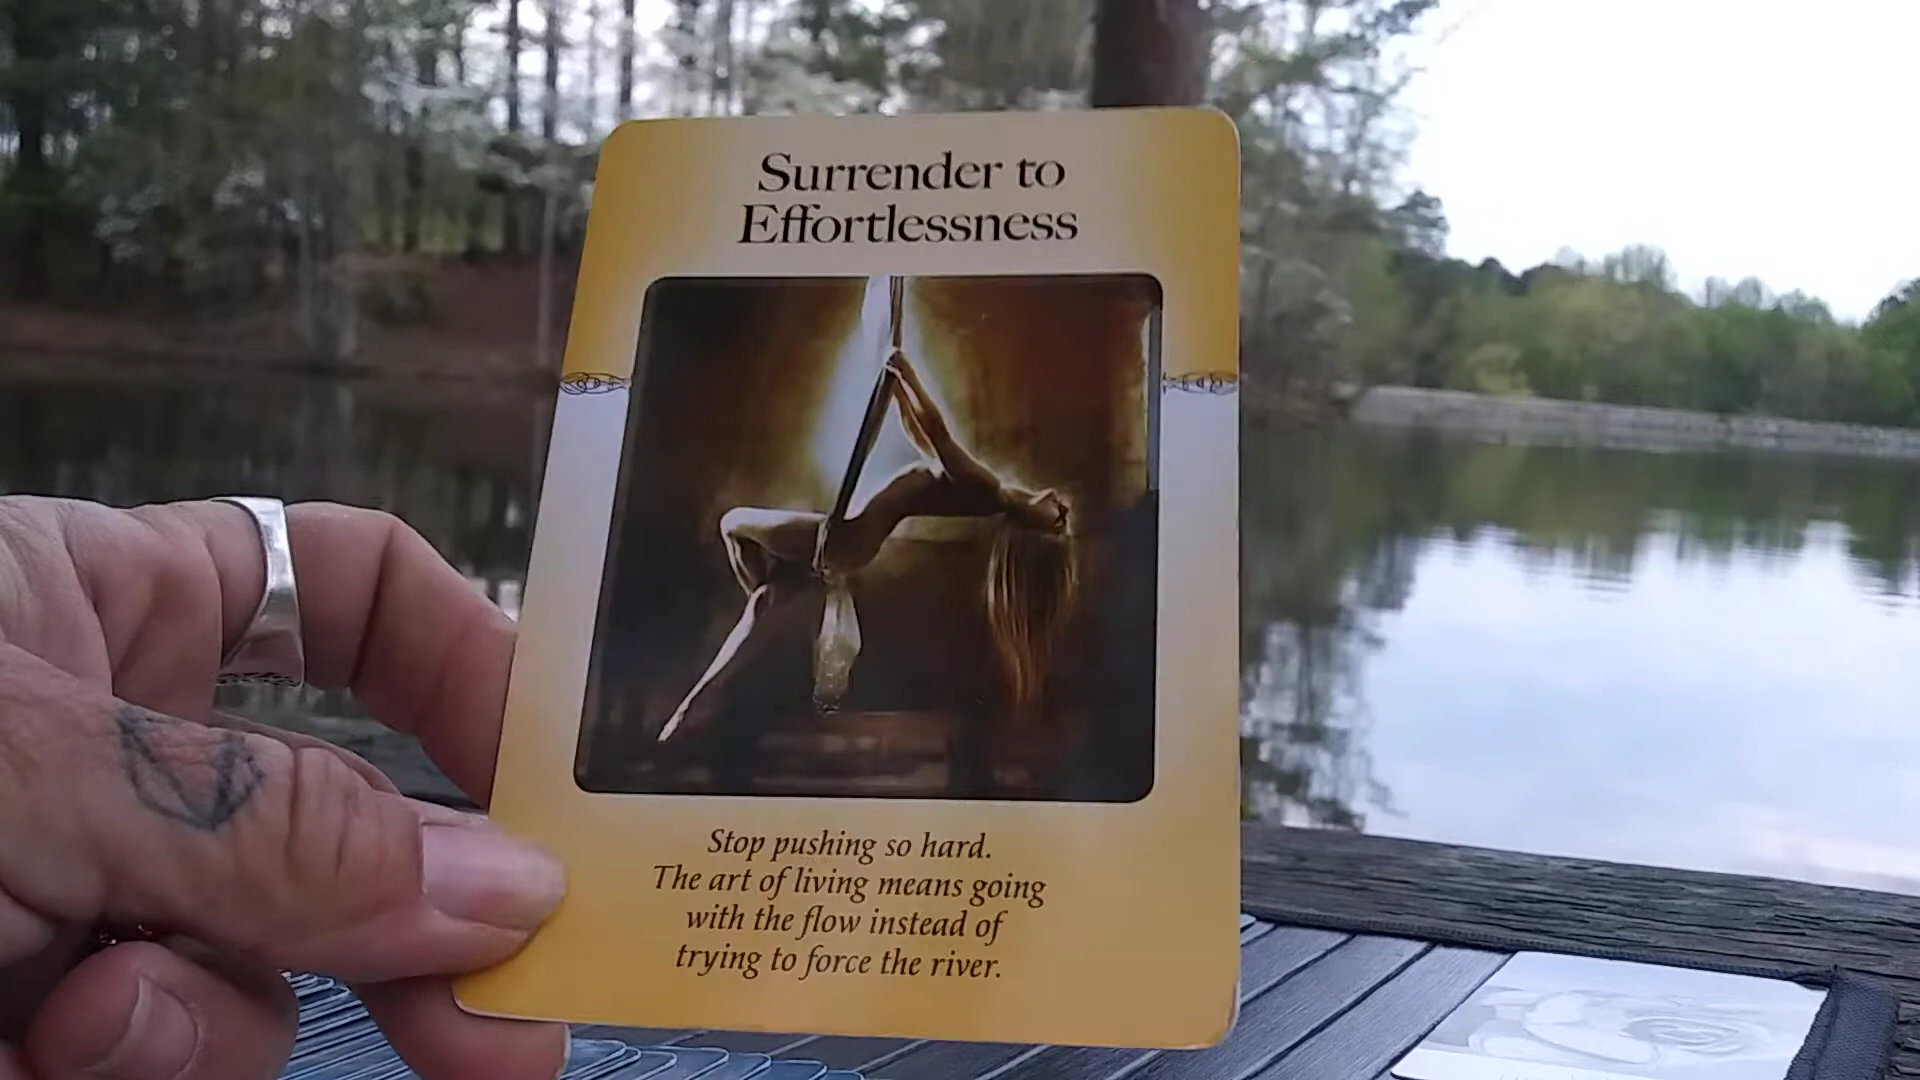 Surrender to
Effortlessness
Stop pushing so hard.
The art of living means going
with the flow instead of
trying to force the river.